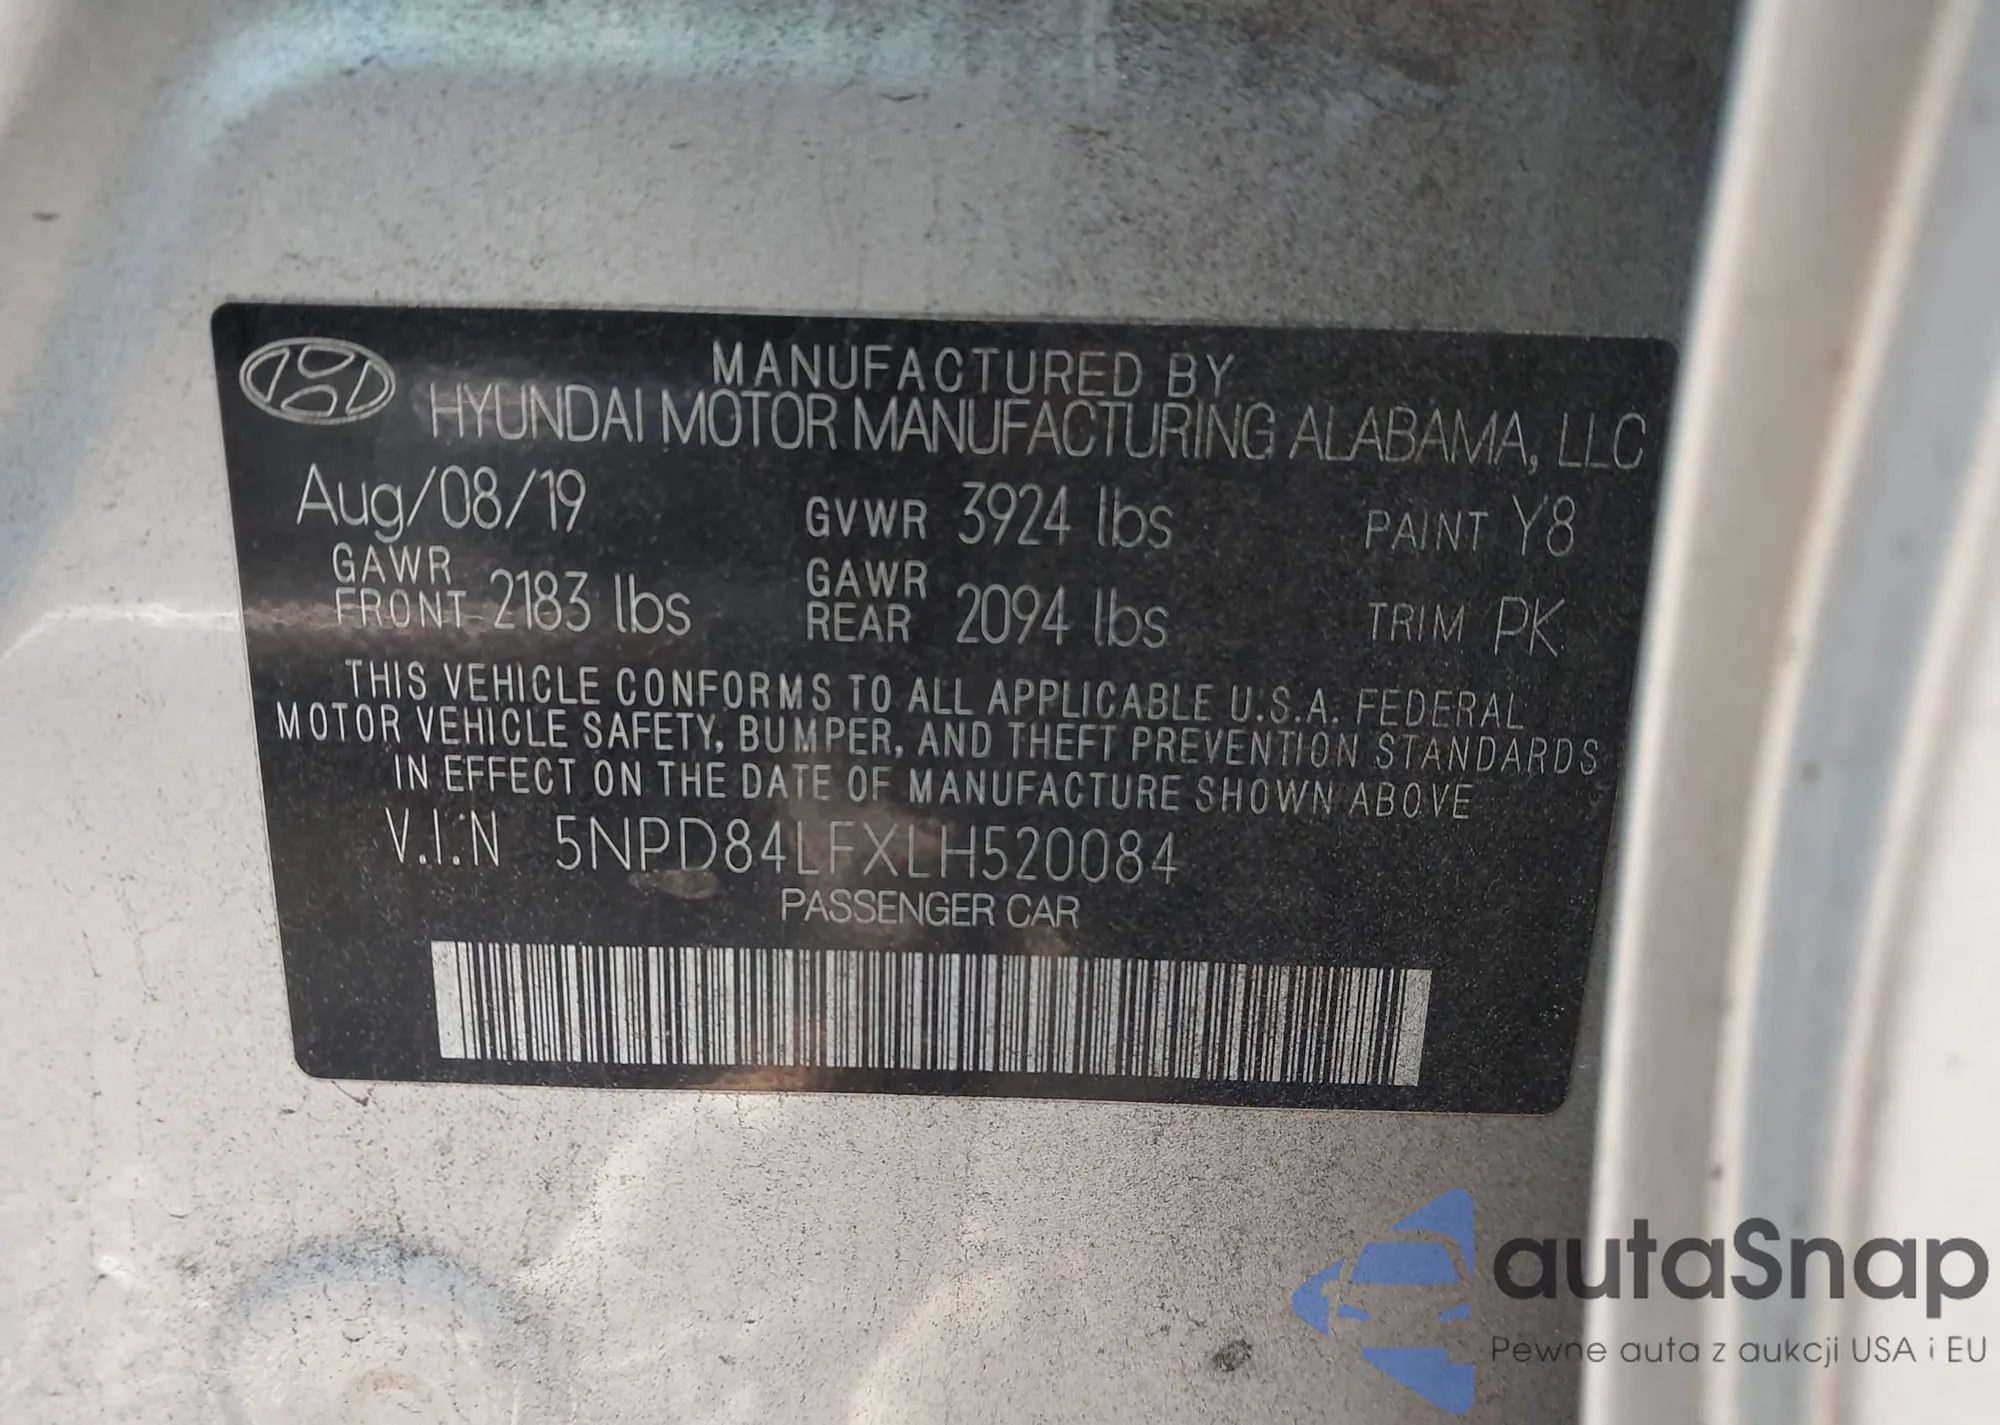 MANUFACTURED BY
HYUNDAI MOTOR MANUFACTURING ALABAMA, LLC
Aug/08/19 GVWR 3924 lbs PAINT Y8
GAWR FRONT 2183 lbs GAWR REAR 2094 lbs TRIM PK
THIS VEHICLE CONFORMS TO ALL APPLICABLE U.S.A. FEDERAL
MOTOR VEHICLE SAFETY, BUMPER, AND THEFT PREVENTION STANDARDS
IN EFFECT ON THE DATE OF MANUFACTURE SHOWN ABOVE
V.I.N 5NPD84LFXLH520084
PASSENGER CAR
autaSnap
Pewne auta z aukcji USA i EU